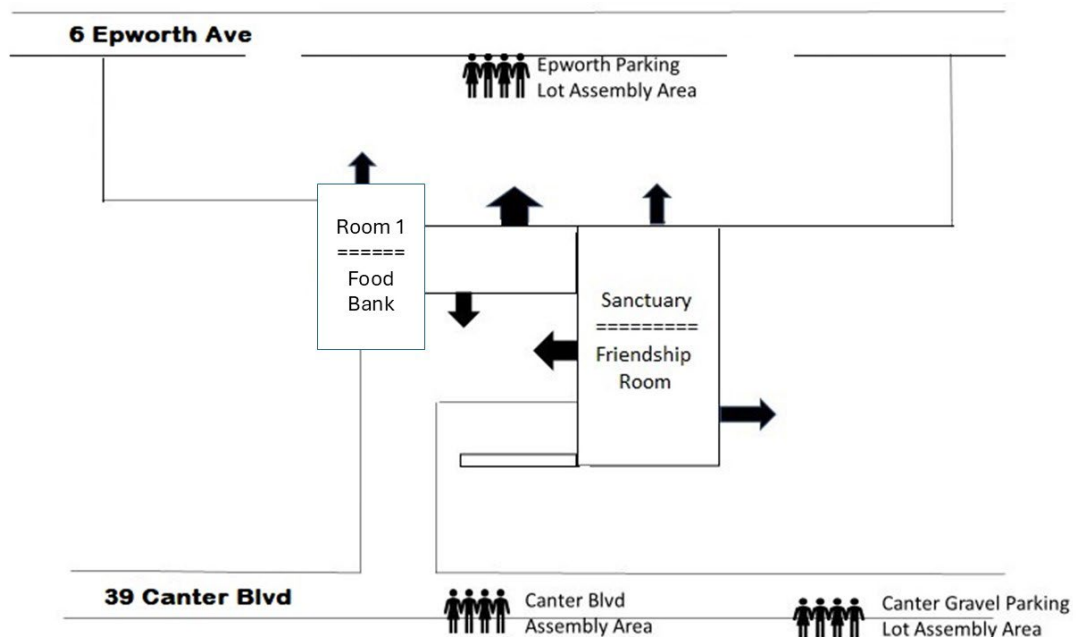 6 Epworth Ave
Epworth Parking
Lot Assembly Area
Room 1
======
Food
Bank
Sanctuary
=========
Friendship
Room
39 Canter Blvd
Canter Blvd
Assembly Area
Canter Gravel Parking
Lot Assembly Area